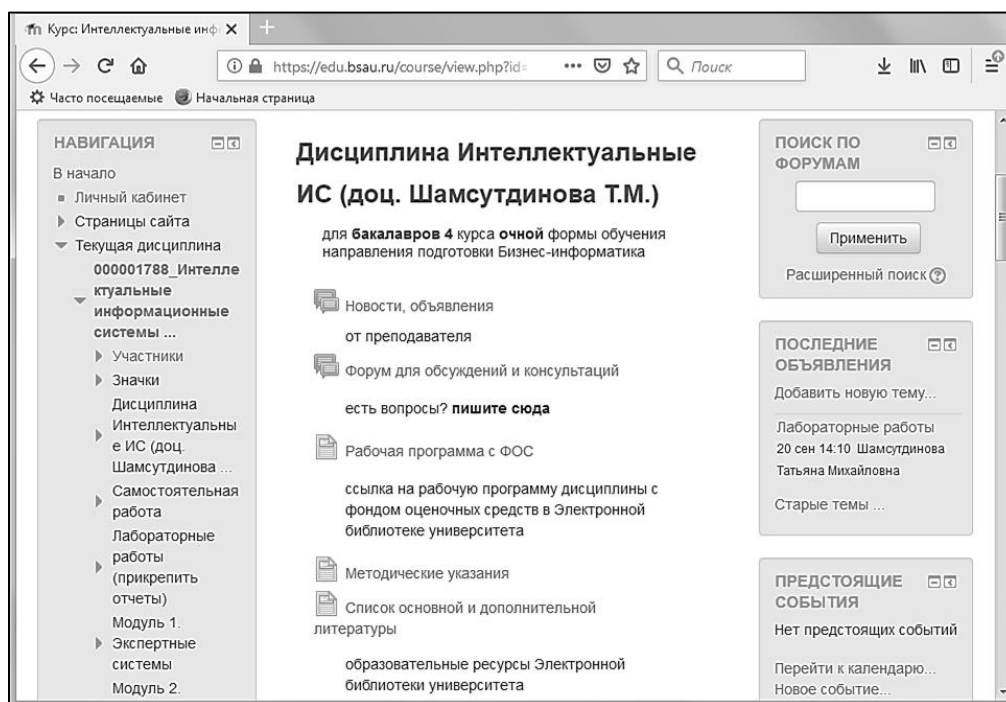 Курс: Интеллектуальные инф
https://edu.bsau.ru/course/view.php?id=
Поиск
Часто посещаемые Начальная страница
НАВИГАЦИЯ
В начало
Личный кабинет
Страницы сайта
Текущая дисциплина
000001788_Интелле
ктуальные
информационные
системы ...
Участники
Значки
Дисциплина
Интеллектуальны
е ИС (доц.
Шамсутдинова ...
Самостоятельная
работа
Лабораторные
работы
(прикрепить
отчеты)
Модуль 1.
Экспертные
системы
Модуль 2.
Дисциплина Интеллектуальные
ИС (доц. Шамсутдинова Т.М.)
для бакалавров 4 курса очной формы обучения
направления подготовки Бизнес-информатика
Новости, объявления
от преподавателя
Форум для обсуждений и консультаций
есть вопросы? пишите сюда
Рабочая программа с ФОС
ссылка на рабочую программу дисциплины с
фондом оценочных средств в Электронной
библиотеке университета
Методические указания
Список основной и дополнительной
литературы
образовательные ресурсы Электронной
библиотеки университета
ПОИСК ПО
ФОРУМАМ
Применить
Расширенный поиск
ПОСЛЕДНИЕ
ОБЪЯВЛЕНИЯ
Добавить новую тему...
Лабораторные работы
20 сен 14:10 Шамсутдинова
Татьяна Михайловна
Старые темы ...
ПРЕДСТОЯЩИЕ
СОБЫТИЯ
Нет предстоящих событий
Перейти к календарю...
Новое событие...